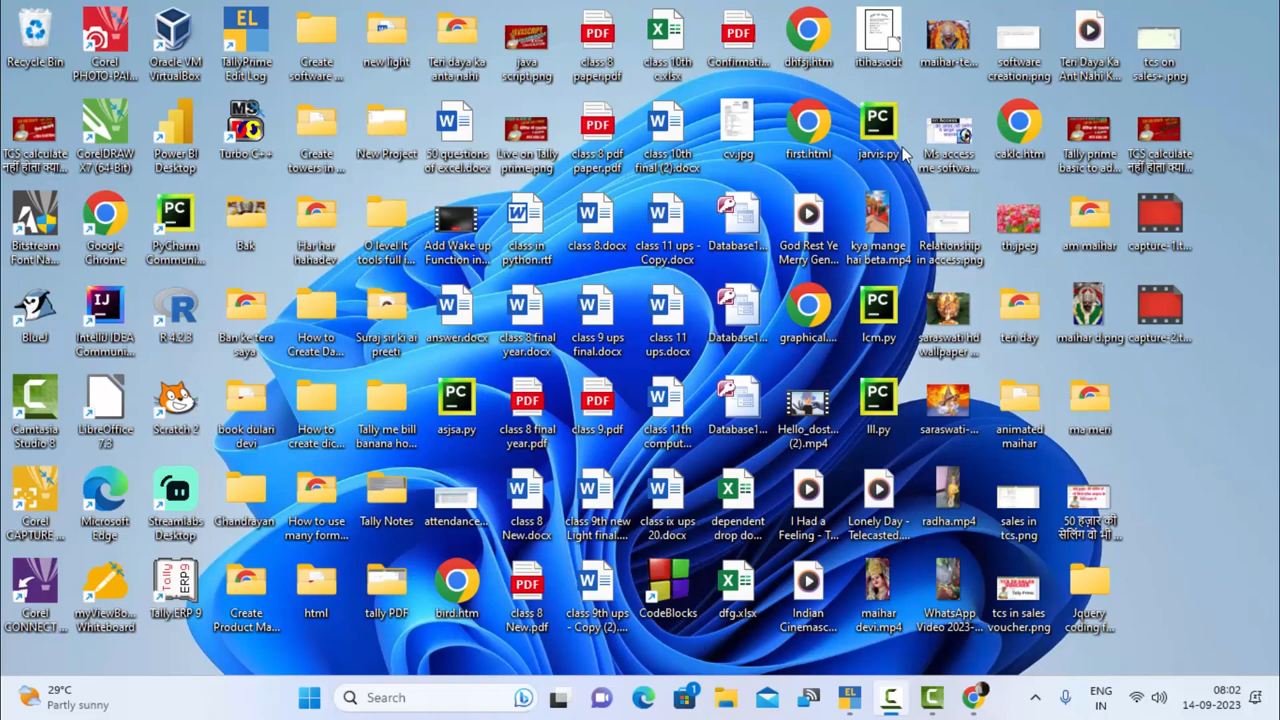 Recycle Bin
Corel PHOTO-PAI...
Oracle VM VirtualBox
TallyPrime Edit Log
Create software ...
new light
Teri daya ka anta nahi
java script.png
class 8 paper.pdf
class 10th c.xlsx
Confirmati...
dhfsj.htm
itihas.odt
maihar-te...
software creation.png
Teri Daya Ka Ant Nahi K...
tcs on sales+.png
TCS calculate नहीं होता क्या...
CorelDRAW X7 (64-Bit)
Power BI Desktop
Turbo C++
Create towers in ...
New Project
50 questions of excel.docx
Live on Tally prime.png
class 8 pdf paper.pdf
class 10th final (2).docx
cv.jpg
first.html
jarvis.py
Ms access me softwa...
caklc.htm
Tally prime basic to ad...
TCS calculate नहीं होता क्या...
Bitstream Font Na...
Google Chrome
PyCharm Communi...
Bak
Har har hahadev
O level It tools full i...
Add Wake up Function in...
class in python.rtf
class 8.docx
class 11 ups - Copy.docx
Database1...
God Rest Ye Merry Gen...
kya mange hai beta.mp4
Relationship in access.png
th.jpeg
am maihar
capture-1.t...
BlueJ
IntelliJ IDEA Communi...
R 4.2.3
Ban ke tera saya
How to Create Da...
Suraj sir ki ai preeti
answer.docx
class 8 final year.docx
class 9 ups final.docx
class 11 ups.docx
Database1...
graphical....
lcm.py
saraswati hd wallpaper ...
teri day
maihar d.png
capture-2.t...
Camtasia Studio 8
LibreOffice 7.3
Scratch 2
book dulari devi
How to create dic...
Tally me bill banana ho...
asjsa.py
class 8 final year.pdf
class 9.pdf
class 11th comput...
Database1...
Hello_dost... (2).mp4
lll.py
saraswati-...
animated maihar
ma meri
Corel CAPTURE ...
Microsoft Edge
Streamlabs Desktop
Chandrayan
How to use many form...
Tally Notes
attendance...
class 8 New.docx
class 9th new Light final....
class ix ups 20.docx
dependent drop do...
I Had a Feeling - T...
Lonely Day - Telecasted....
radha.mp4
sales in tcs.png
50 हज़ार की सेलिंग वो भी ...
Corel CONNECT ...
myViewBo... Whiteboard
Tally.ERP 9
Create Product Ma...
html
tally PDF
bird.htm
class 8 New.pdf
class 9th ups - Copy (2)....
CodeBlocks
dfg.xlsx
Indian Cinemasc...
maihar devi.mp4
WhatsApp Video 2023-...
tcs in sales voucher.png
Jquery coding f...
29°C
Partly sunny
Search
ENG
IN
08:02
14-09-2023